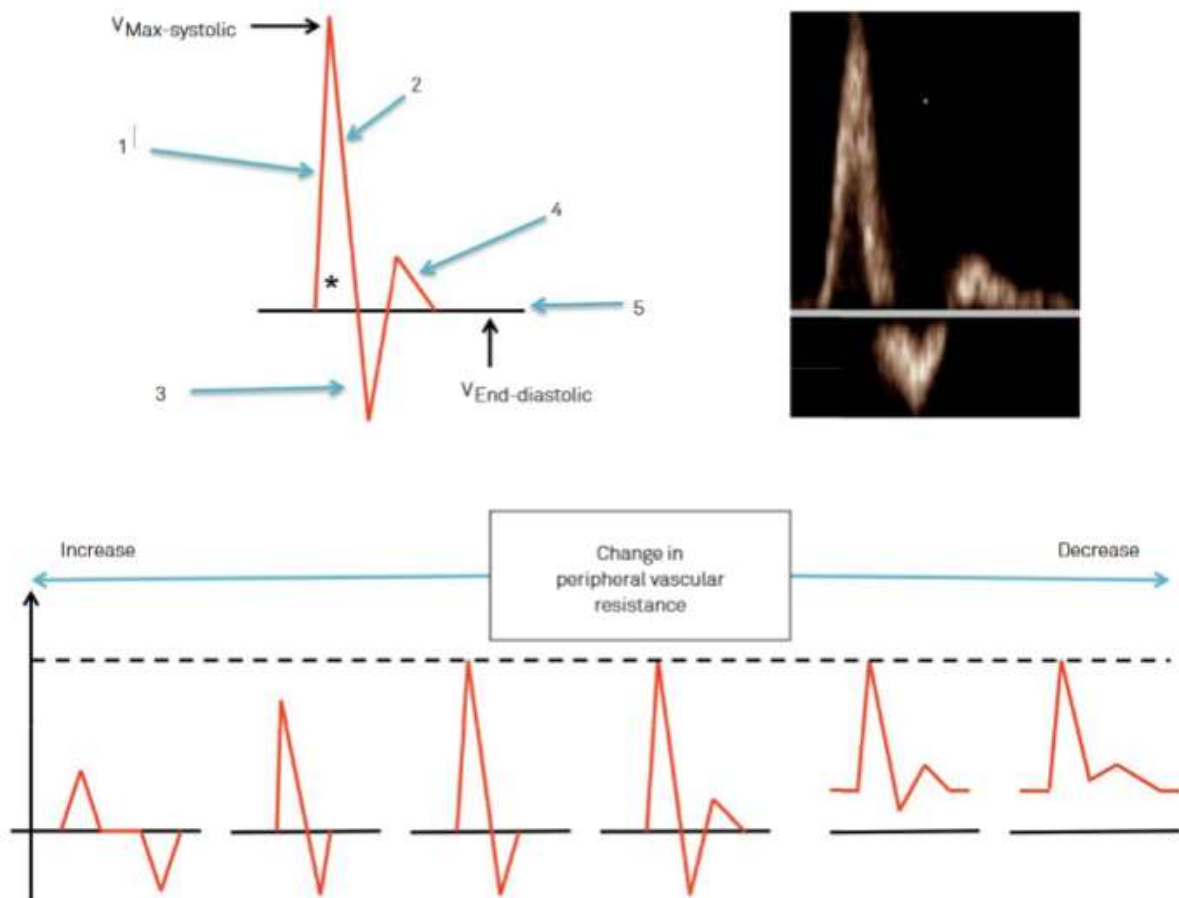 VMax-systolic
2
1
4
*
5
3
VEnd-diastolic
Increase
Change in
peripheral vascular
resistance
Decrease